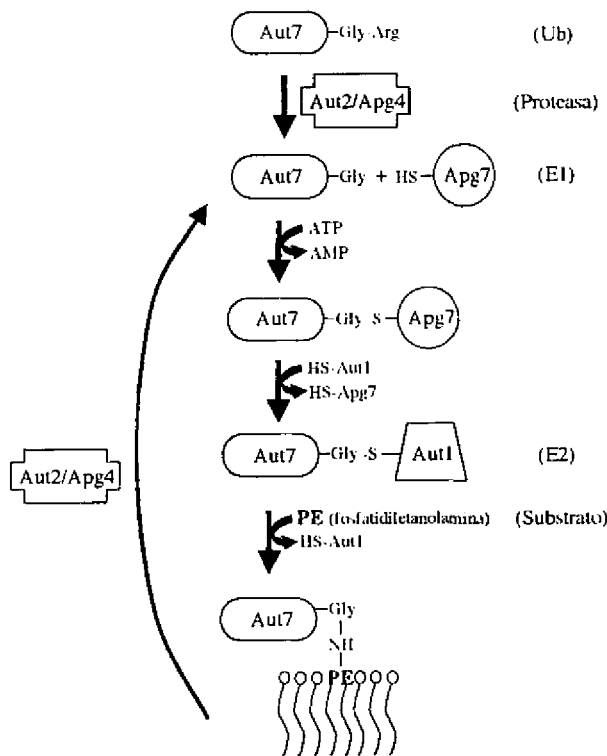 Aut7 Gly-Arg (Ub)
Aut2/Apg4 (Proteasa)
Aut7 Gly + HS Apg7 (E1)
ATP
AMP
Aut7 Gly S Apg7
HS-Aut1
HS-Apg7
Aut7 Gly -S Aut1 (E2)
Aut2/Apg4
PE (fosfatidiletanolamina) (Substrato)
HS-Aut1
Aut7 Gly
NH
PE